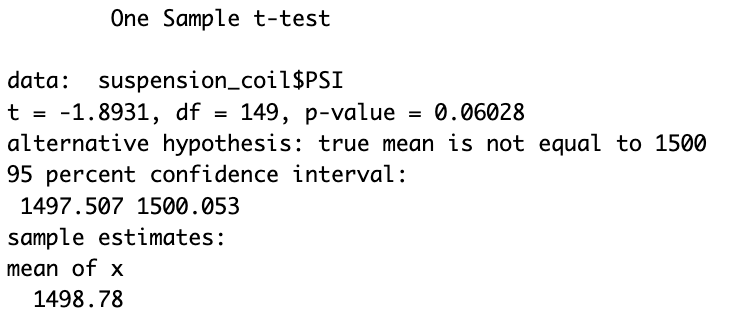 One Sample t-test
data:  suspension_coil$PSI
t = -1.8931, df = 149, p-value = 0.06028
alternative hypothesis: true mean is not equal to 1500
95 percent confidence interval:
1497.507 1500.053
sample estimates:
mean of x
1498.78